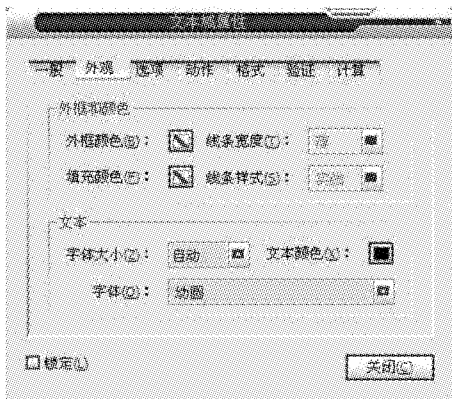 文本域属性
一般 外观 选项 动作 格式 验证 计算
外框和颜色
外框颜色(B)： 线条宽度(T)： 薄
填充颜色(F)： 线条样式(S)： 实线
文本
字体大小(Z)： 自动 文本颜色(X)：
字体(O)： 幼圆
锁定(L) 关闭(C)